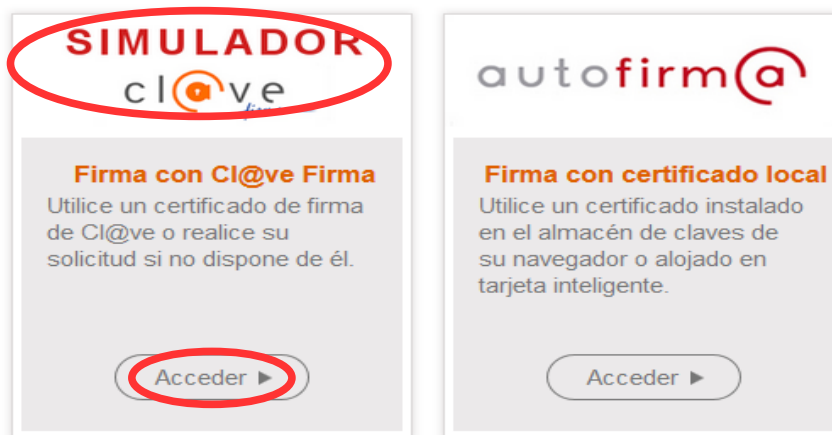 SIMULADOR
cl@ve
firma
Firma con Cl@ve Firma
Utilice un certificado de firma
de Cl@ve o realice su
solicitud si no dispone de él.
Acceder ►
autofirm@
Firma con certificado local
Utilice un certificado instalado
en el almacén de claves de
su navegador o alojado en
tarjeta inteligente.
Acceder ►